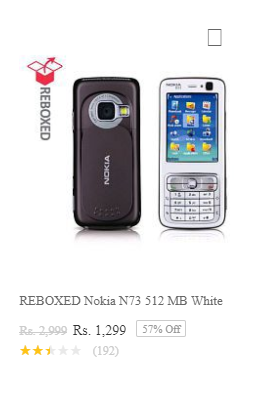 REBOXED
NOKIA
NOKIA
REBOXED Nokia N73 512 MB White
Rs. 2,999 Rs. 1,299 57% Off
(192)